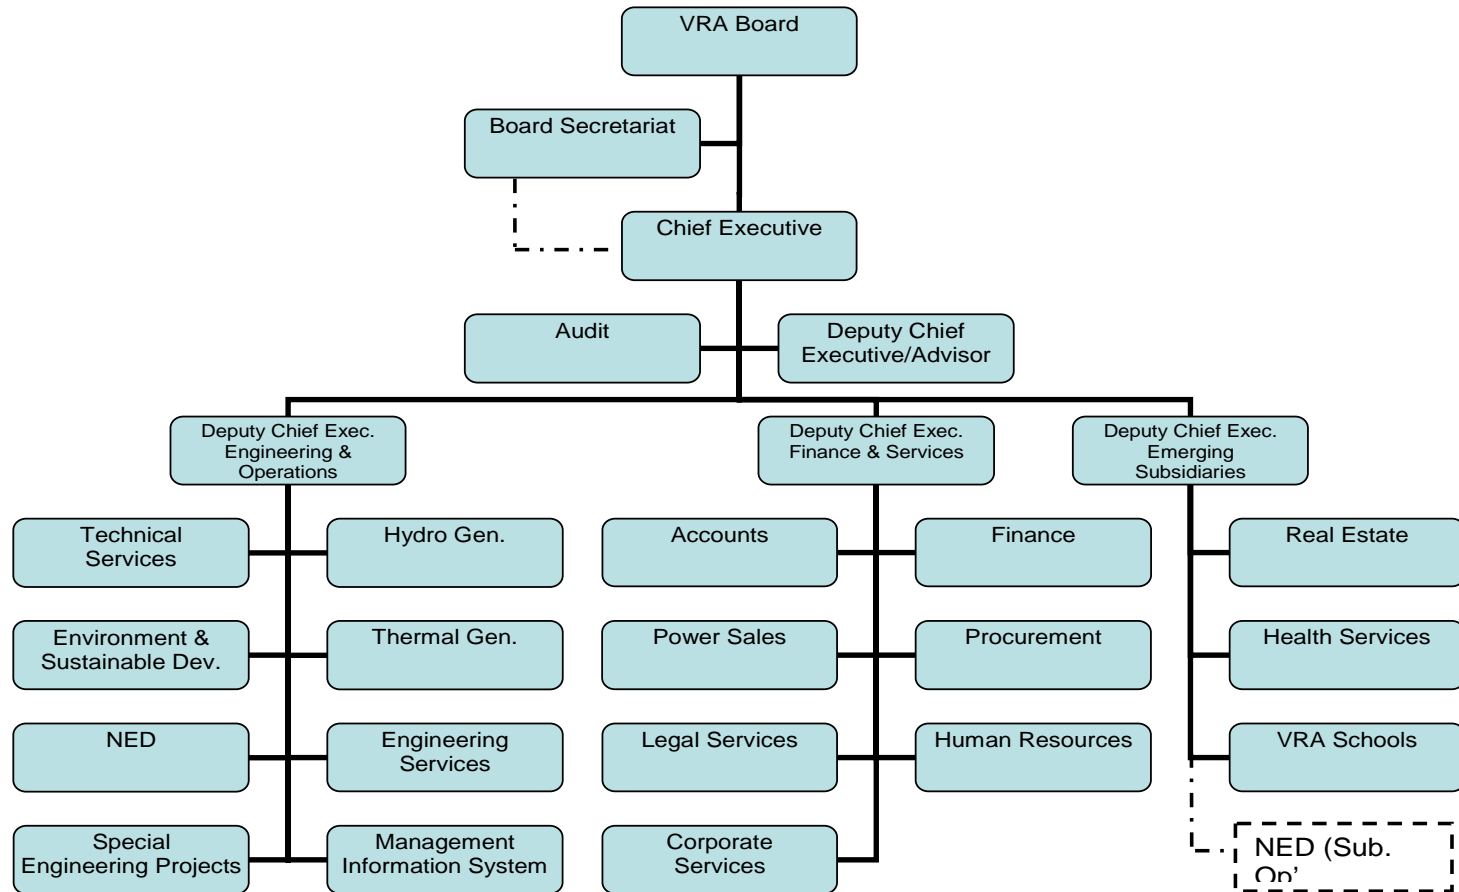 VRA Board
Board Secretariat
Chief Executive
Audit
Deputy Chief
Executive/Advisor
Deputy Chief Exec.
Engineering &
Operations
Deputy Chief Exec.
Finance & Services
Deputy Chief Exec.
Emerging
Subsidiaries
Technical
Services
Hydro Gen.
Accounts
Finance
Real Estate
Environment &
Sustainable Dev.
Thermal Gen.
Power Sales
Procurement
Health Services
NED
Engineering
Services
Legal Services
Human Resources
VRA Schools
Special
Engineering Projects
Management
Information System
Corporate
Services
NED (Sub.
Op'